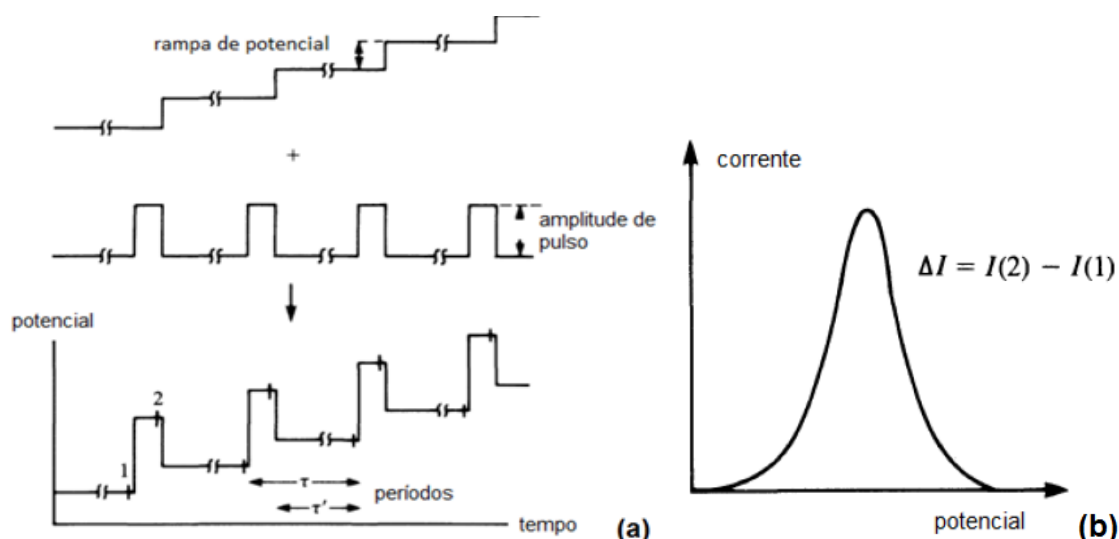 rampa de potencial
+
amplitude de
pulso
potencial
1
2
τ
τ'
períodos
tempo
(a)
corrente
ΔI = I(2) − I(1)
potencial
(b)